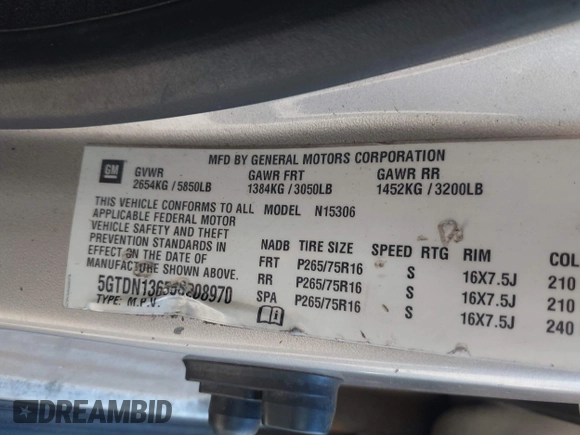 MFD BY GENERAL MOTORS CORPORATION
GM
GVWR GAWR FRT GAWR RR
2654KG / 5850LB 1384KG / 3050LB 1452KG / 3200LB
THIS VEHICLE CONFORMS TO ALL MODEL N15306
APPLICABLE FEDERAL MOTOR
VEHICLE SAFETY AND THEFT
PREVENTION STANDARDS IN
EFFECT ON THE DATE OF
MANUFACTURE SHOWN ABOVE.
TYPE: M.P.V.
NADB TIRE SIZE SPEED RTG RIM COL
FRT P265/75R16 S 16X7.5J 210
RR P265/75R16 S 16X7.5J 210
SPA P265/75R16 S 16X7.5J 240
DREAMBID